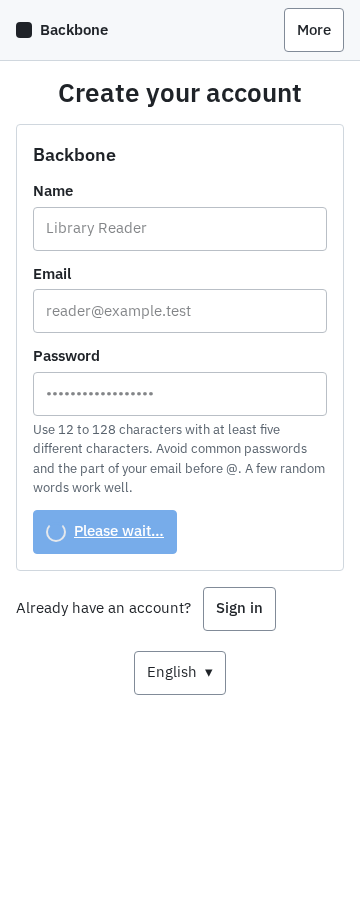 Backbone
More
Create your account
Backbone
Name
Library Reader
Email
reader@example.test
Password
••••••••••••••••••
Use 12 to 128 characters with at least five
different characters. Avoid common passwords
and the part of your email before @. A few random
words work well.
Please wait...
Already have an account?
Sign in
English ▾